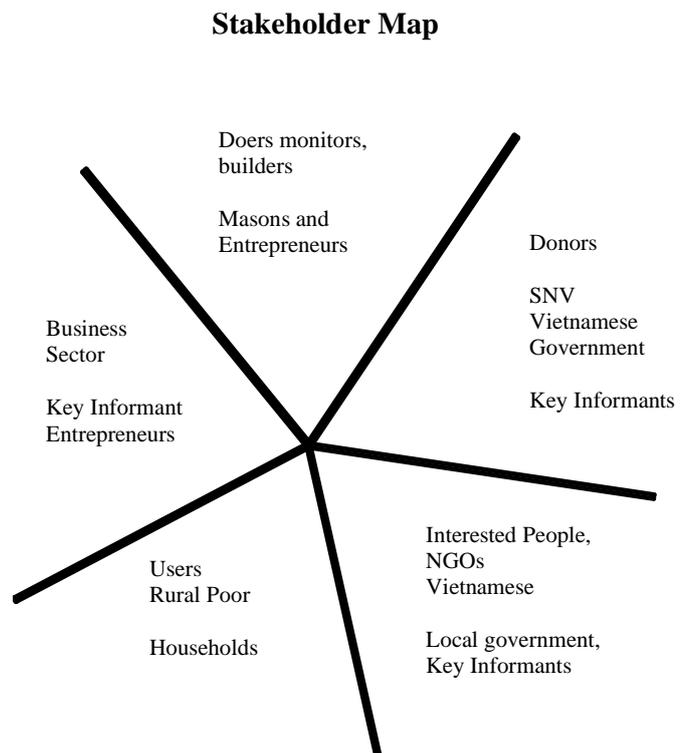 Stakeholder Map
Doers monitors,
builders
Masons and
Entrepreneurs
Donors
SNV
Vietnamese
Government
Key Informants
Business
Sector
Key Informant
Entrepreneurs
Interested People,
NGOs
Vietnamese
Local government,
Key Informants
Users
Rural Poor
Households